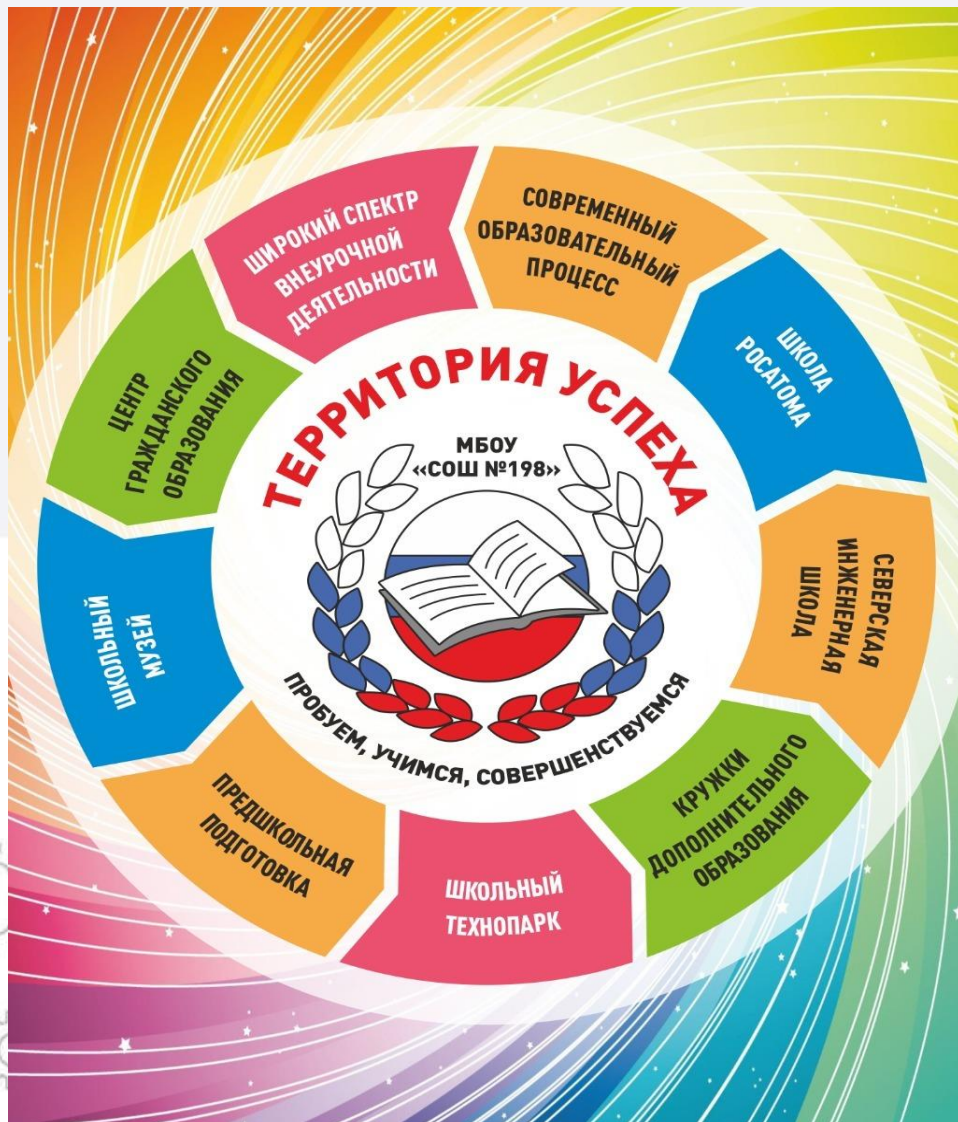 ТЕРРИТОРИЯ УСПЕХА
МБОУ
«СОШ №198»
ПРОБУЕМ, УЧИМСЯ, СОВЕРШЕНСТВУЕМСЯ
СОВРЕМЕННЫЙ
ОБРАЗОВАТЕЛЬНЫЙ
ПРОЦЕСС
ШКОЛА
РОСАТОМА
СЕВЕРСКАЯ
ИНЖЕНЕРНАЯ
ШКОЛА
КРУЖКИ
ДОПОЛНИТЕЛЬНОГО
ОБРАЗОВАНИЯ
ШКОЛЬНЫЙ
ТЕХНОПАРК
ПРЕДШКОЛЬНАЯ
ПОДГОТОВКА
ШКОЛЬНЫЙ
МУЗЕЙ
ЦЕНТР
ГРАЖДАНСКОГО
ОБРАЗОВАНИЯ
ШИРОКИЙ СПЕКТР
ВНЕУРОЧНОЙ
ДЕЯТЕЛЬНОСТИ